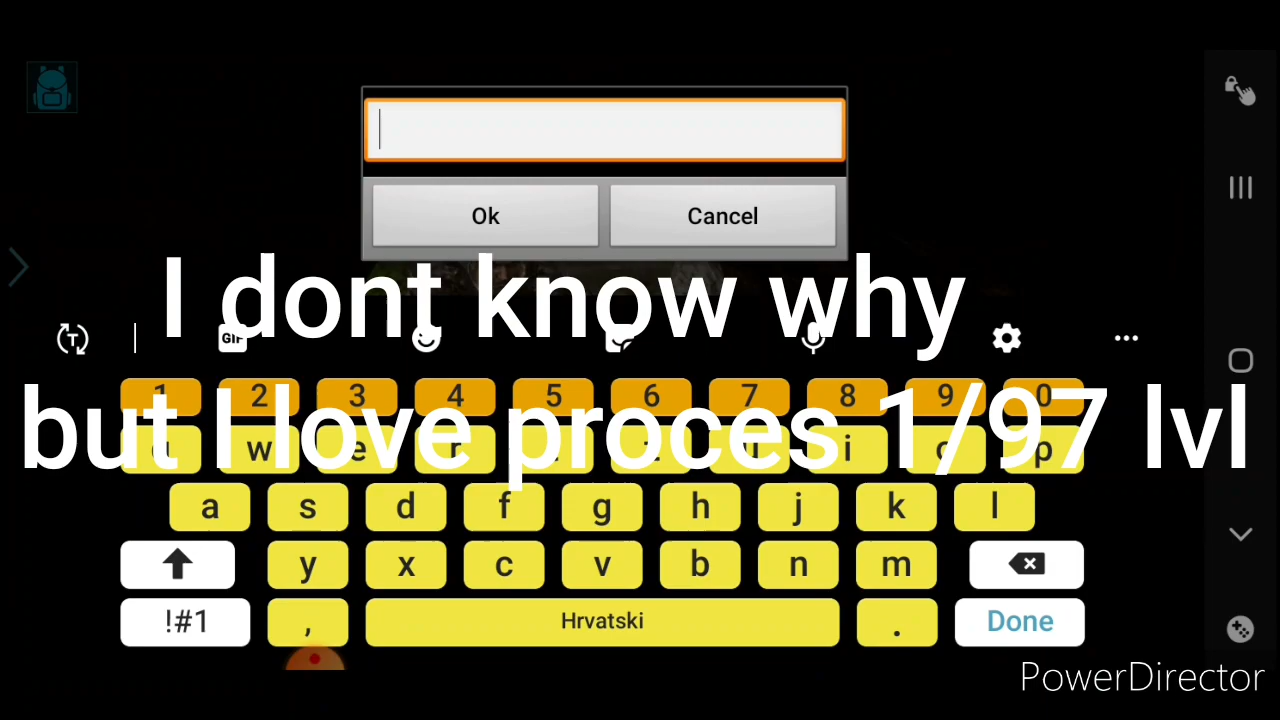 Ok Cancel
I dont know why
GIF
1 2 3 4 5 6 7 8 9 0
but I love proces 1/97 lvl
w e r z u i o p
a s d f g h j k l
y x c v b n m
!#1 , Hrvatski . Done
PowerDirector